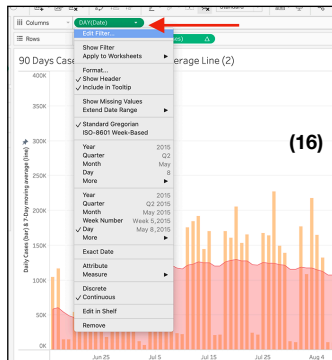 Standard
Columns
DAY(Date)
Rows
es)
Edit Filter...
Show Filter
Apply to Worksheets
Format...
✓ Show Header
✓ Include in Tooltip
Show Missing Values
Extend Date Range
✓ Standard Gregorian
ISO-8601 Week-Based
Year 2015
Quarter Q2
Month May
Day 8
More
Year 2015
Quarter Q2 2015
Month May 2015
Week Number Week 5, 2015
✓ Day May 8, 2015
More
Exact Date
Attribute
Measure
Discrete
✓ Continuous
Edit in Shelf
Remove
90 Days Case
erage Line (2)
(16)
Daily Cases (bar) & 7-Day moving average (line)
400K
350K
300K
250K
200K
150K
100K
50K
0K
Jun 25
Jul 5
Jul 15
Jul 25
Aug 4